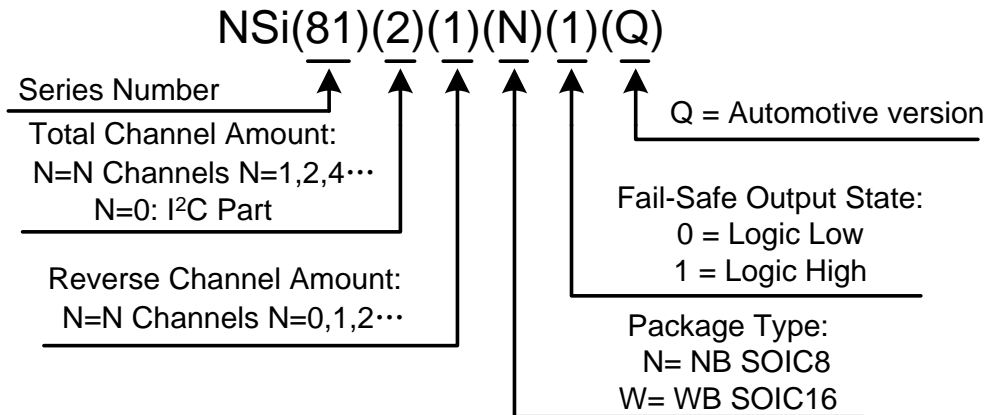 NSi(81)(2)(1)(N)(1)(Q)
Series Number
Total Channel Amount:
N=N Channels N=1,2,4⋯
N=0: I²C Part
Reverse Channel Amount:
N=N Channels N=0,1,2⋯
Q = Automotive version
Fail-Safe Output State:
0 = Logic Low
1 = Logic High
Package Type:
N= NB SOIC8
W= WB SOIC16